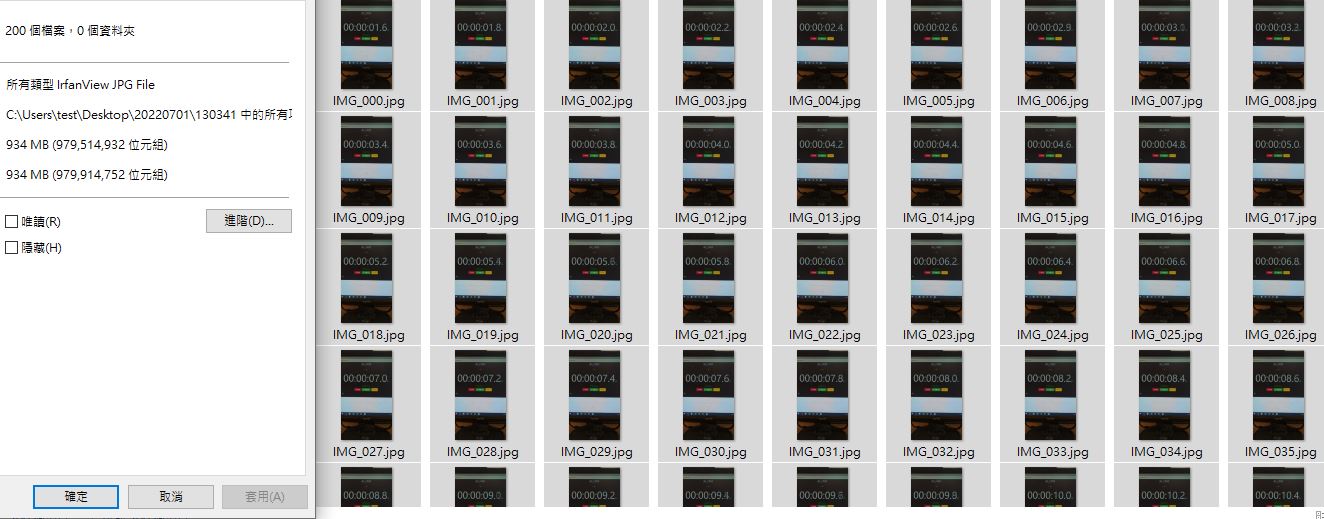 200 個檔案，0 個資料夾
所有類型 IrfanView JPG File
C:\Users\test\Desktop\20220701\130341 中的所有
934 MB (979,514,932 位元組)
934 MB (979,914,752 位元組)
唯讀(R)
進階(D)...
隱藏(H)
確定
取消
套用(A)
00:00:01.6. 00:00:01.8. 00:00:02.0. 00:00:02.2. 00:00:02.4. 00:00:02.6. 00:00:02.9. 00:00:03.1. 00:00:03.2.
IMG_000.jpg IMG_001.jpg IMG_002.jpg IMG_003.jpg IMG_004.jpg IMG_005.jpg IMG_006.jpg IMG_007.jpg IMG_008.jpg
00:00:03.4. 00:00:03.6. 00:00:03.8. 00:00:04.0. 00:00:04.2. 00:00:04.4. 00:00:04.6. 00:00:04.8. 00:00:05.0.
IMG_009.jpg IMG_010.jpg IMG_011.jpg IMG_012.jpg IMG_013.jpg IMG_014.jpg IMG_015.jpg IMG_016.jpg IMG_017.jpg
00:00:05.2. 00:00:05.4. 00:00:05.6. 00:00:05.8. 00:00:06.0. 00:00:06.2. 00:00:06.4. 00:00:06.6. 00:00:06.8.
IMG_018.jpg IMG_019.jpg IMG_020.jpg IMG_021.jpg IMG_022.jpg IMG_023.jpg IMG_024.jpg IMG_025.jpg IMG_026.jpg
00:00:07.0. 00:00:07.2. 00:00:07.4. 00:00:07.6. 00:00:07.8. 00:00:08.0. 00:00:08.2. 00:00:08.4. 00:00:08.6.
IMG_027.jpg IMG_028.jpg IMG_029.jpg IMG_030.jpg IMG_031.jpg IMG_032.jpg IMG_033.jpg IMG_034.jpg IMG_035.jpg
00:00:08.8. 00:00:09.0. 00:00:09.2. 00:00:09.4. 00:00:09.6. 00:00:09.8. 00:00:10.0. 00:00:10.2. 00:00:10.4.